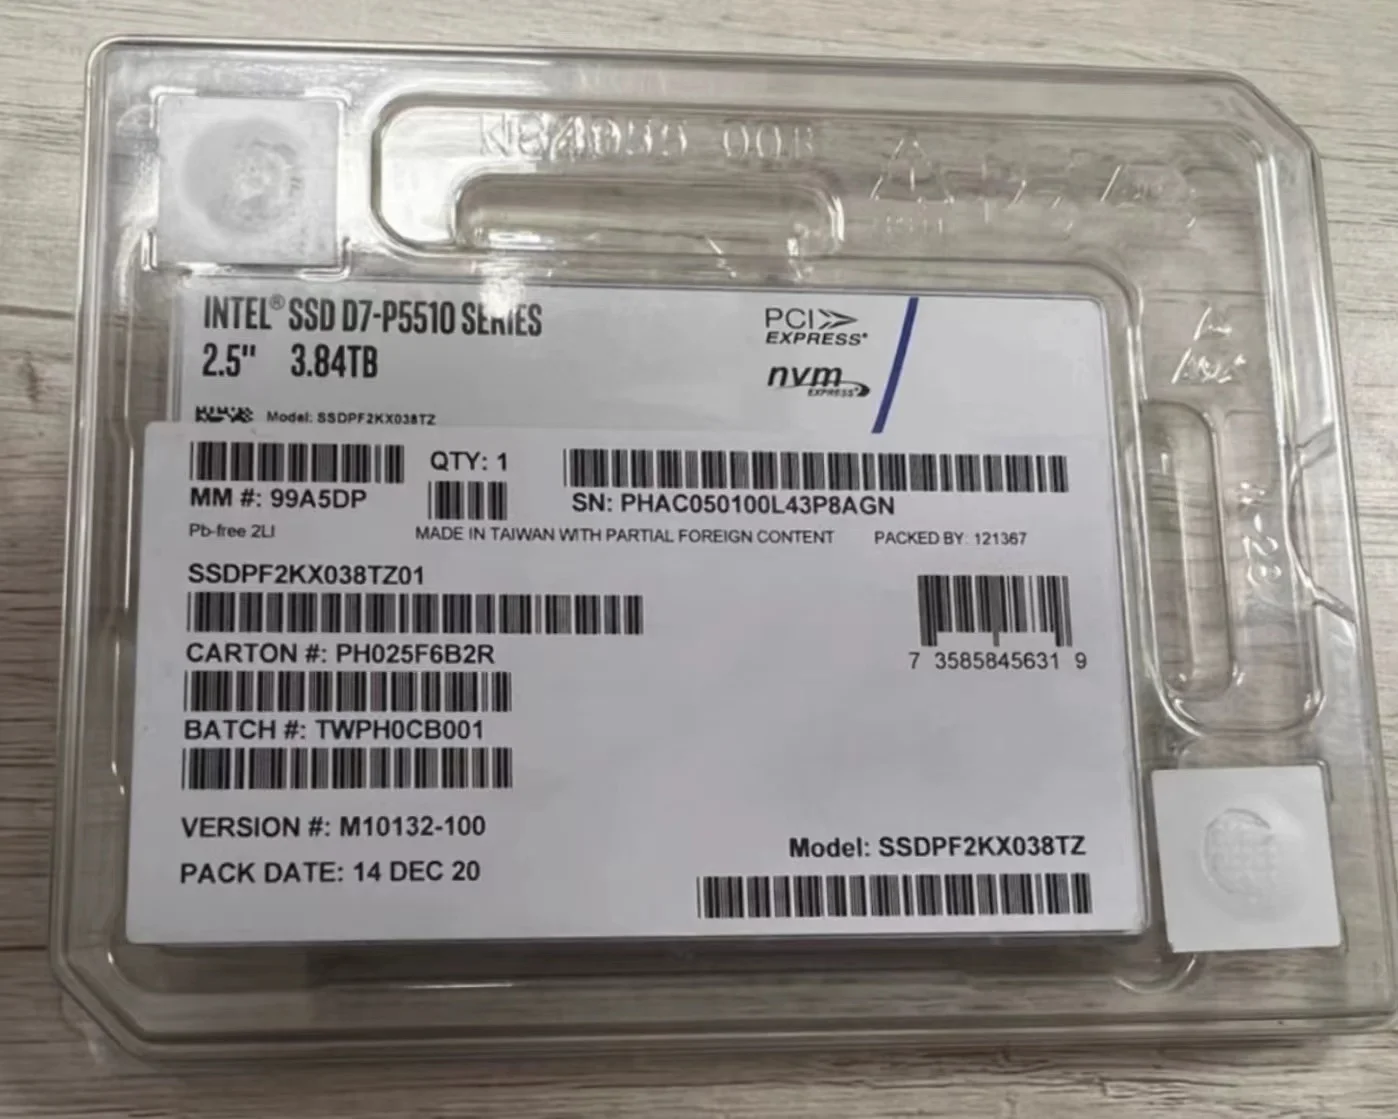 INTEL® SSD D7-P5510 SERIES
2.5" 3.84TB
PCI EXPRESS®
nvm EXPRESS®
Model: SSDPF2KX038TZ
MM #: 99A5DP
QTY: 1
SN: PHAC050100L43P8AGN
Pb-free 2LI
MADE IN TAIWAN WITH PARTIAL FOREIGN CONTENT
PACKED BY: 121367
SSDPF2KX038TZ01
CARTON #: PH025F6B2R
7 3585845631 9
BATCH #: TWPH0CB001
VERSION #: M10132-100
PACK DATE: 14 DEC 20
Model: SSDPF2KX038TZ